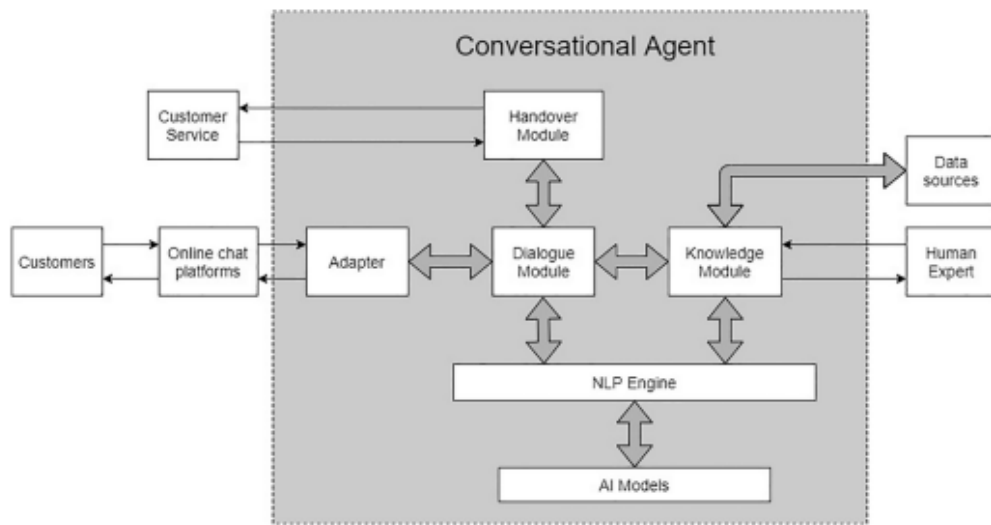 Conversational Agent
Customer
Service
Handover
Module
Data
sources
Customers
Online chat
platforms
Adapter
Dialogue
Module
Knowledge
Module
Human
Expert
NLP Engine
AI Models